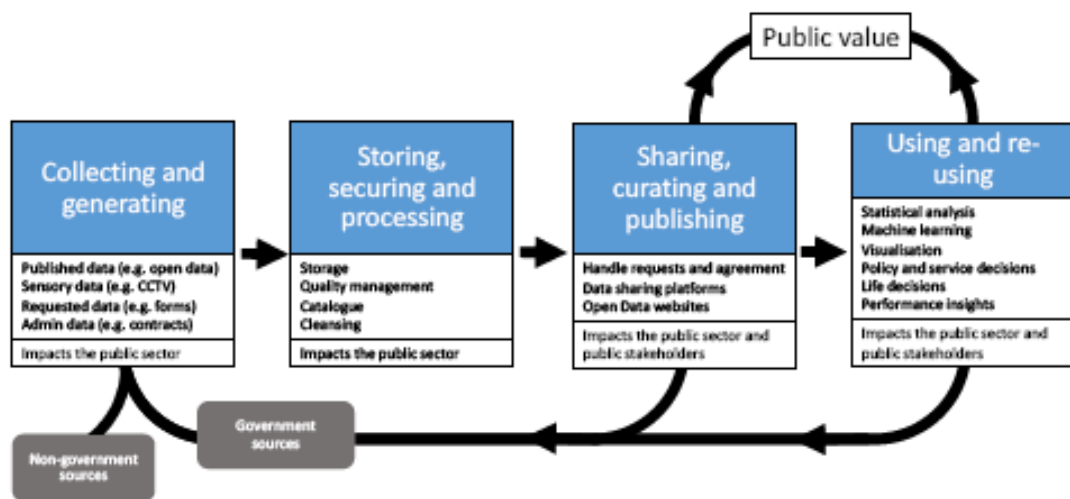 Public value
Collecting and
generating
Published data (e.g. open data)
Sensory data (e.g. CCTV)
Requested data (e.g. forms)
Admin data (e.g. contracts)
Impacts the public sector
Storing,
securing and
processing
Storage
Quality management
Catalogue
Cleansing
Impacts the public sector
Sharing,
curating and
publishing
Handle requests and agreement
Data sharing platforms
Open Data websites
Impacts the public sector and
public stakeholders
Using and re-
using
Statistical analysis
Machine learning
Visualisation
Policy and service decisions
Life decisions
Performance insights
Impacts the public sector and
public stakeholders
Government
sources
Non-government
sources